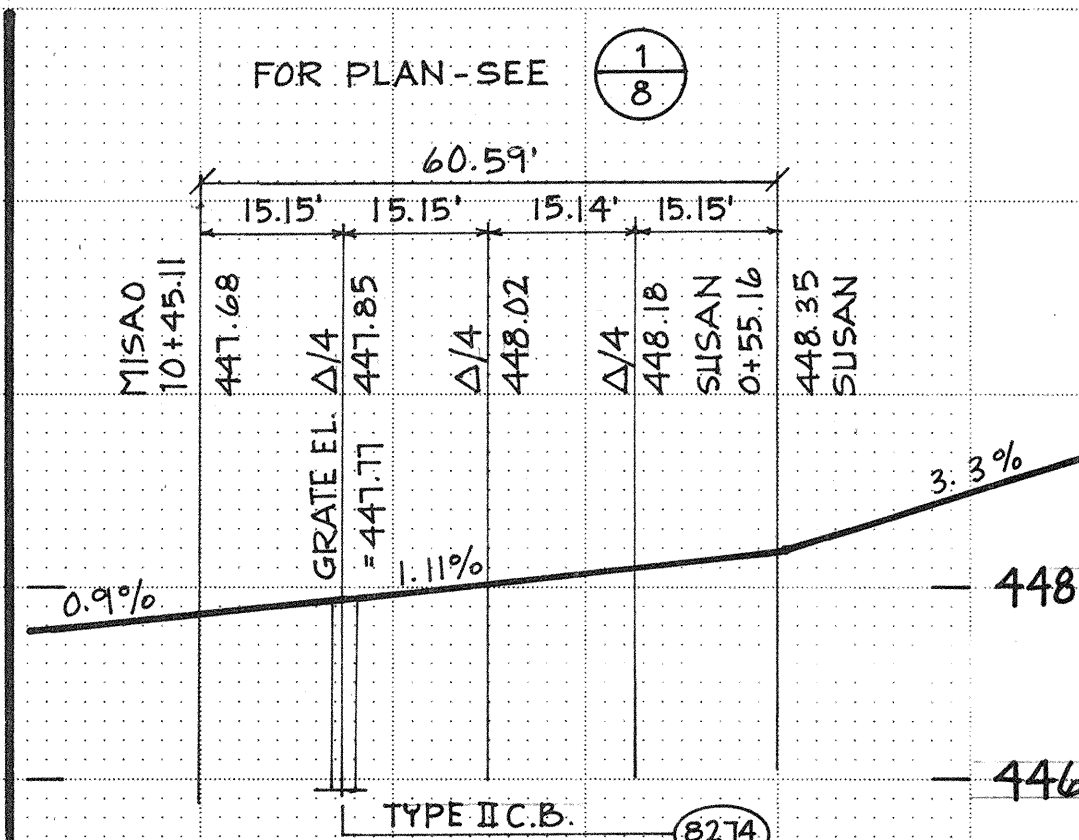 FOR PLAN-SEE
1
8
60.59'
15.15' 15.15' 15.14' 15.15'
MISAO
10+45.11
447.68
Δ/4
447.85
Δ/4
448.02
Δ/4
448.18
SUSAN
0+55.16
448.35
SUSAN
GRATE EL.
=447.77
0.9%
1.11%
3.3%
448
446
TYPE II C.B.
8274